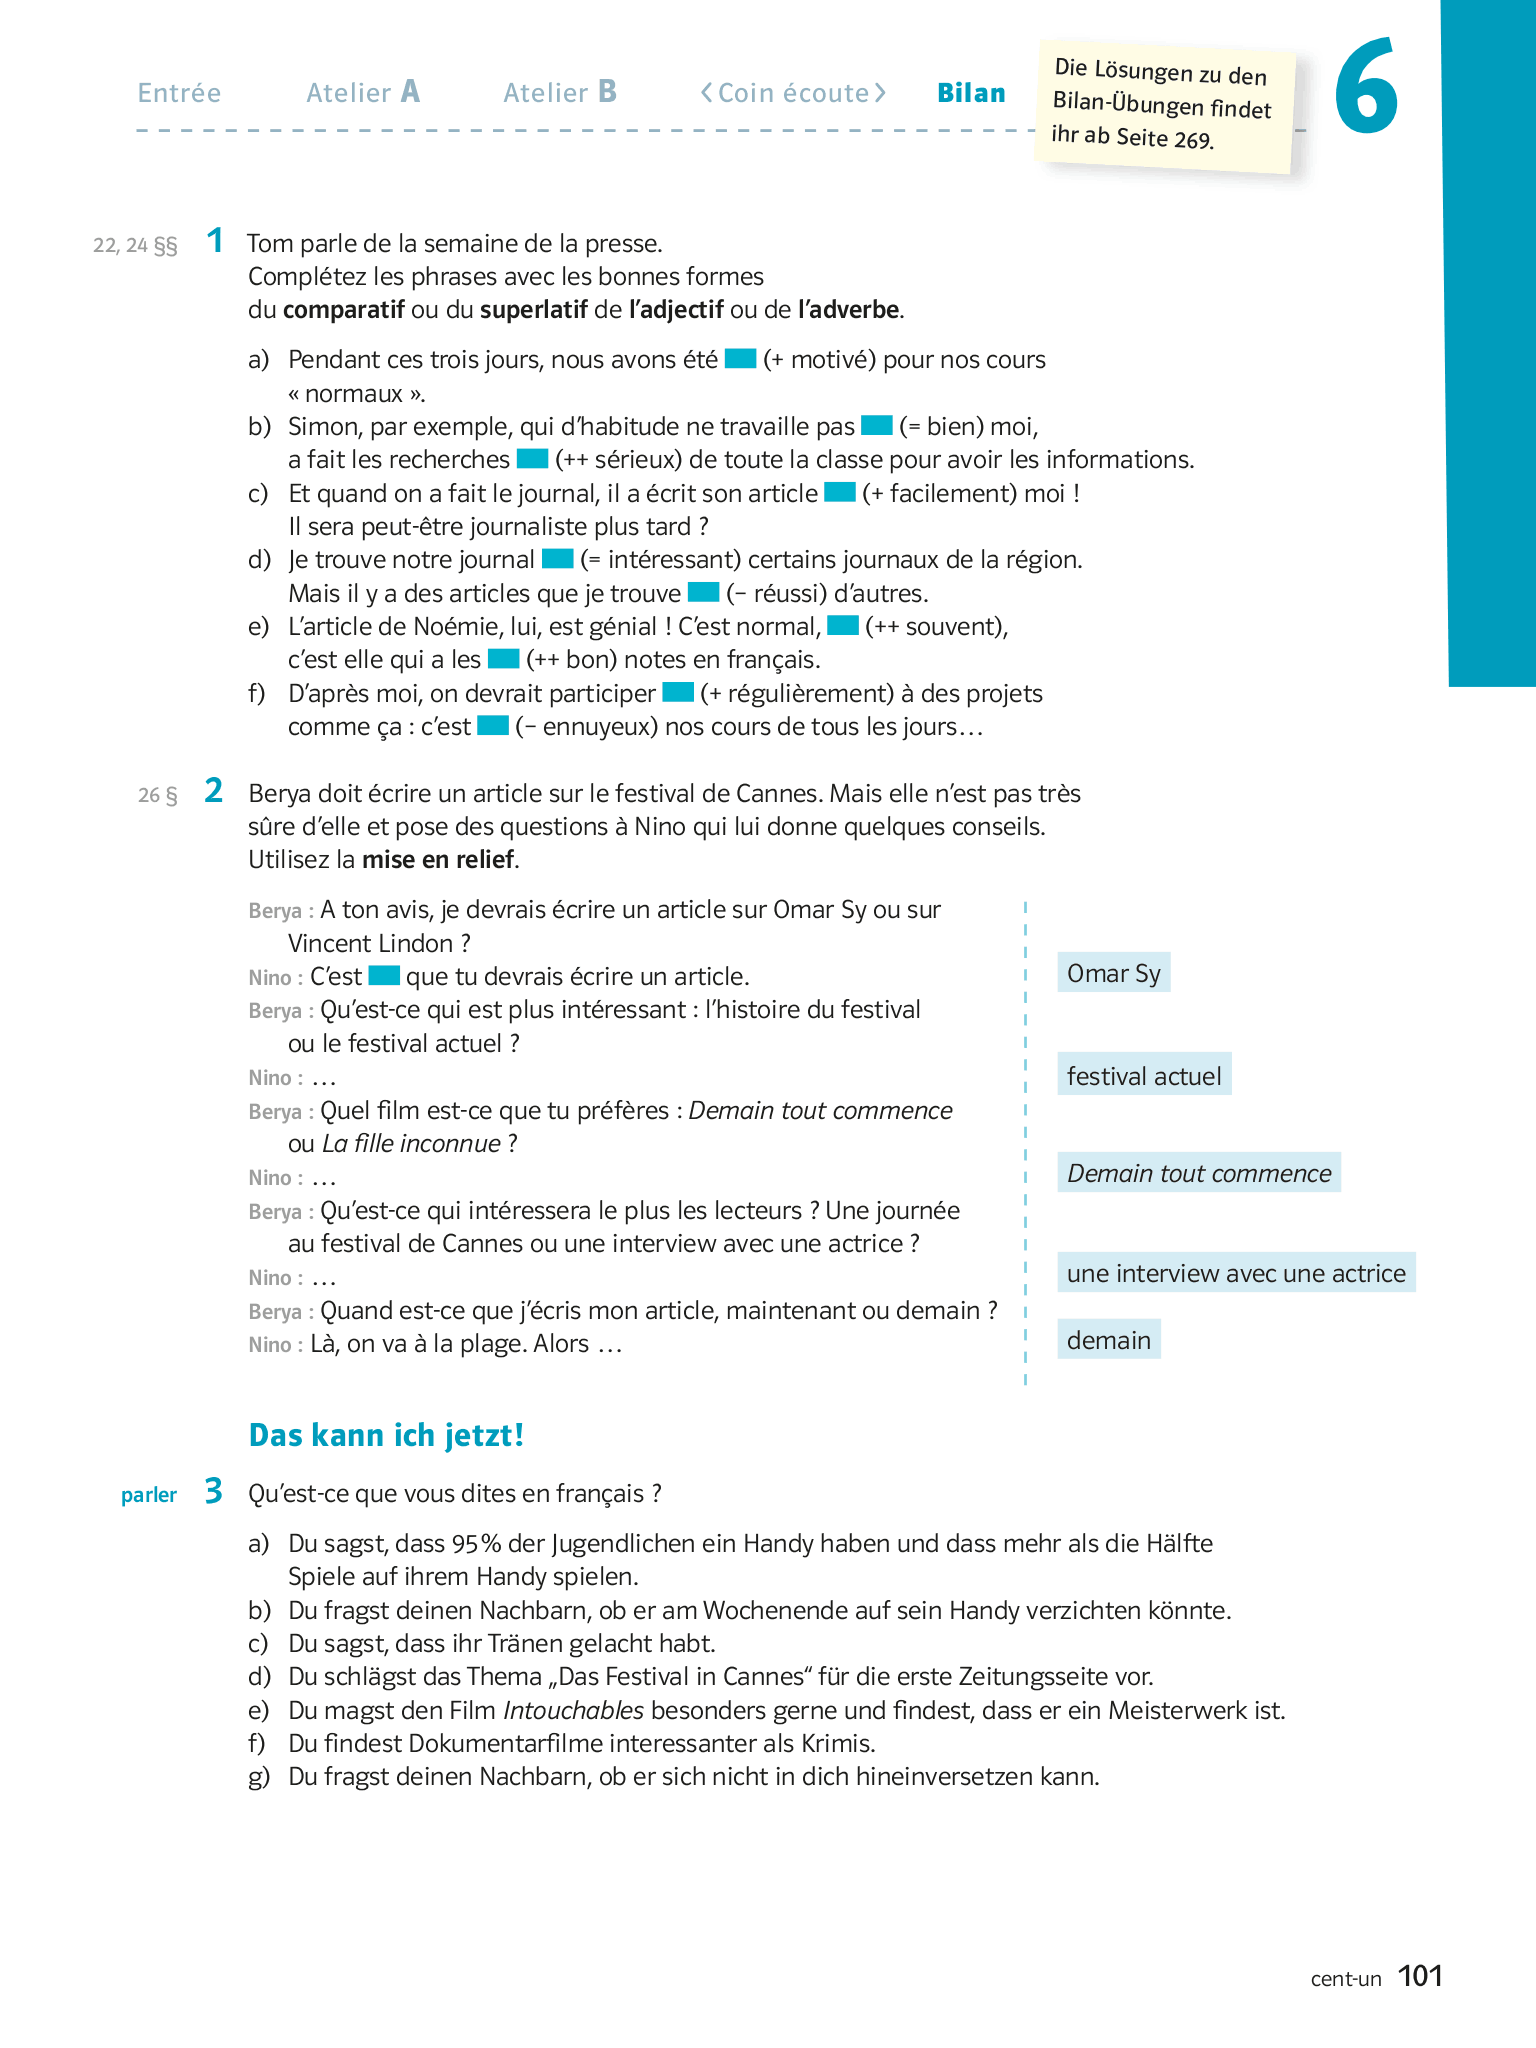 Entrée Atelier A Atelier B ‹Coin écoute› Bilan
Die Lösungen zu den
Bilan-Übungen findet
ihr ab Seite 269.
6
22, 24 §§ 1 Tom parle de la semaine de la presse.
Complétez les phrases avec les bonnes formes
du comparatif ou du superlatif de l'adjectif ou de l'adverbe.
a) Pendant ces trois jours, nous avons été (+ motivé) pour nos cours
« normaux ».
b) Simon, par exemple, qui d'habitude ne travaille pas (= bien) moi,
a fait les recherches (++ sérieux) de toute la classe pour avoir les informations.
c) Et quand on a fait le journal, il a écrit son article (+ facilement) moi !
Il sera peut-être journaliste plus tard ?
d) Je trouve notre journal (= intéressant) certains journaux de la région.
Mais il y a des articles que je trouve (– réussi) d'autres.
e) L'article de Noémie, lui, est génial ! C'est normal, (++ souvent),
c'est elle qui a les (++ bon) notes en français.
f) D'après moi, on devrait participer (+ régulièrement) à des projets
comme ça : c'est (– ennuyeux) nos cours de tous les jours…
26 § 2 Berya doit écrire un article sur le festival de Cannes. Mais elle n'est pas très
sûre d'elle et pose des questions à Nino qui lui donne quelques conseils.
Utilisez la mise en relief.
Berya : A ton avis, je devrais écrire un article sur Omar Sy ou sur
Vincent Lindon ?
Nino : C'est que tu devrais écrire un article.
Omar Sy
Berya : Qu'est-ce qui est plus intéressant : l'histoire du festival
ou le festival actuel ?
Nino : …
festival actuel
Berya : Quel film est-ce que tu préfères : Demain tout commence
ou La fille inconnue ?
Nino : …
Demain tout commence
Berya : Qu'est-ce qui intéressera le plus les lecteurs ? Une journée
au festival de Cannes ou une interview avec une actrice ?
Nino : …
une interview avec une actrice
Berya : Quand est-ce que j'écris mon article, maintenant ou demain ?
Nino : Là, on va à la plage. Alors …
demain
Das kann ich jetzt!
parler 3 Qu'est-ce que vous dites en français ?
a) Du sagst, dass 95% der Jugendlichen ein Handy haben und dass mehr als die Hälfte
Spiele auf ihrem Handy spielen.
b) Du fragst deinen Nachbarn, ob er am Wochenende auf sein Handy verzichten könnte.
c) Du sagst, dass ihr Tränen gelacht habt.
d) Du schlägst das Thema „Das Festival in Cannes“ für die erste Zeitungsseite vor.
e) Du magst den Film Intouchables besonders gerne und findest, dass er ein Meisterwerk ist.
f) Du findest Dokumentarfilme interessanter als Krimis.
g) Du fragst deinen Nachbarn, ob er sich nicht in dich hineinversetzen kann.
cent-un 101